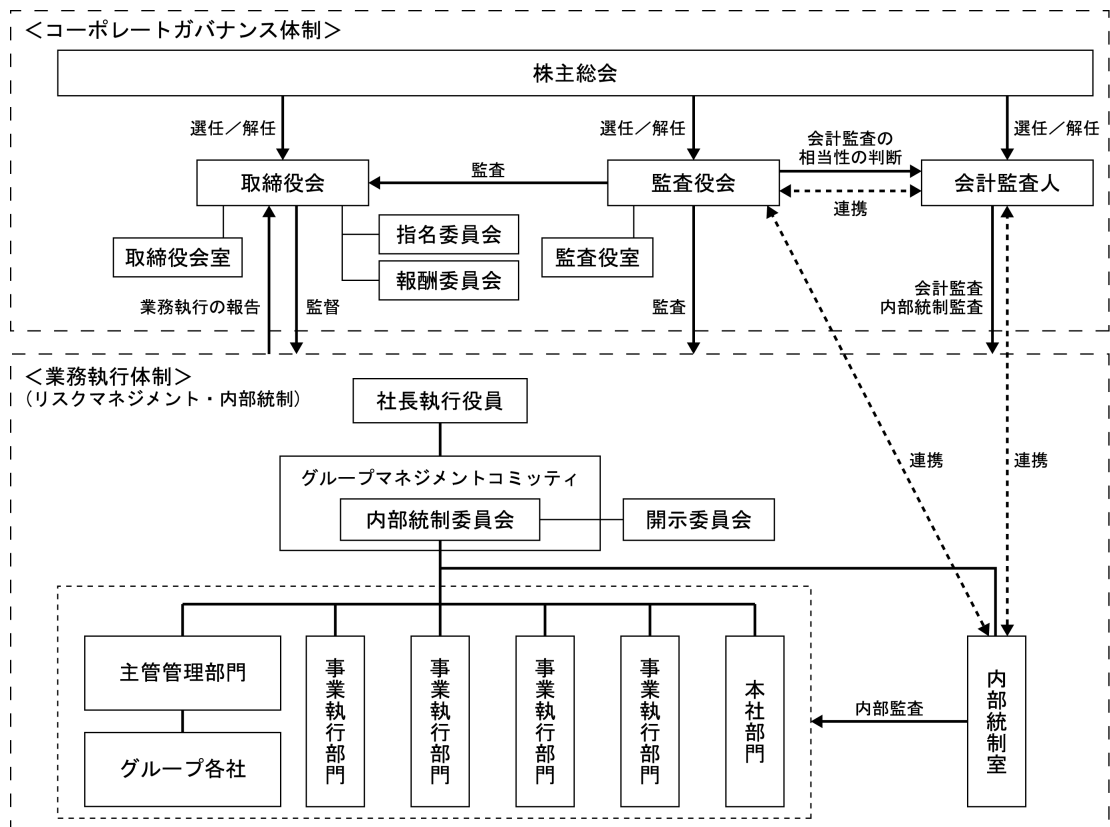 ＜コーポレートガバナンス体制＞
株主総会
選任／解任
選任／解任
選任／解任
会計監査の
相当性の判断
取締役会
監査
監査役会
会計監査人
連携
取締役会室
指名委員会
報酬委員会
監査役室
業務執行の報告
監督
監査
会計監査
内部統制監査
＜業務執行体制＞
（リスクマネジメント・内部統制）
社長執行役員
グループマネジメントコミッティ
内部統制委員会
開示委員会
連携
連携
主管管理部門
グループ各社
事業執行部門
事業執行部門
事業執行部門
事業執行部門
本社部門
内部監査
内部統制室